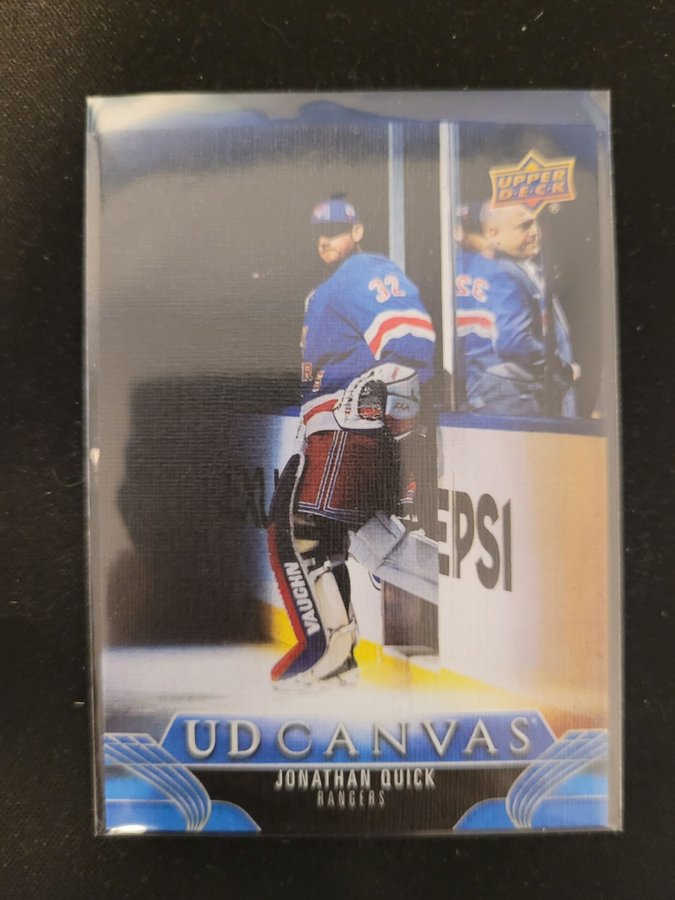 UPPER
DECK
®
32
32
VAUGHN
EPSI
UD CANVAS
JONATHAN QUICK
RANGERS